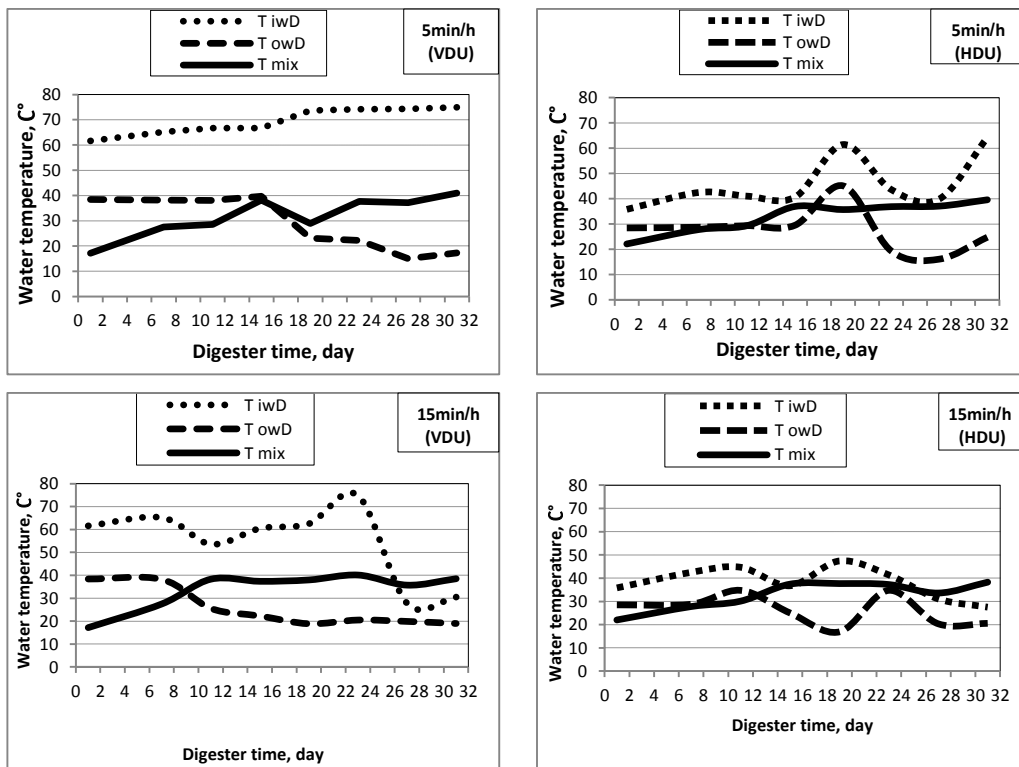 T iwD
T owD
T mix
5min/h
(VDU)
Water temperature, C°
80
70
60
50
40
30
20
10
0
0 2 4 6 8 10 12 14 16 18 20 22 24 26 28 30 32
Digester time, day
T iwD
T owD
T mix
5min/h
(HDU)
Water temperature, C°
80
70
60
50
40
30
20
10
0
0 2 4 6 8 10 12 14 16 18 20 22 24 26 28 30 32
Digester time, day
T iwD
T owD
T mix
15min/h
(VDU)
Water temperature, C°
80
70
60
50
40
30
20
10
0
0 2 4 6 8 10 12 14 16 18 20 22 24 26 28 30 32
Digester time, day
T iwD
T owD
T mix
15min/h
(HDU)
Water temperature, C°
80
70
60
50
40
30
20
10
0
0 2 4 6 8 10 12 14 16 18 20 22 24 26 28 30 32
Digester time, day